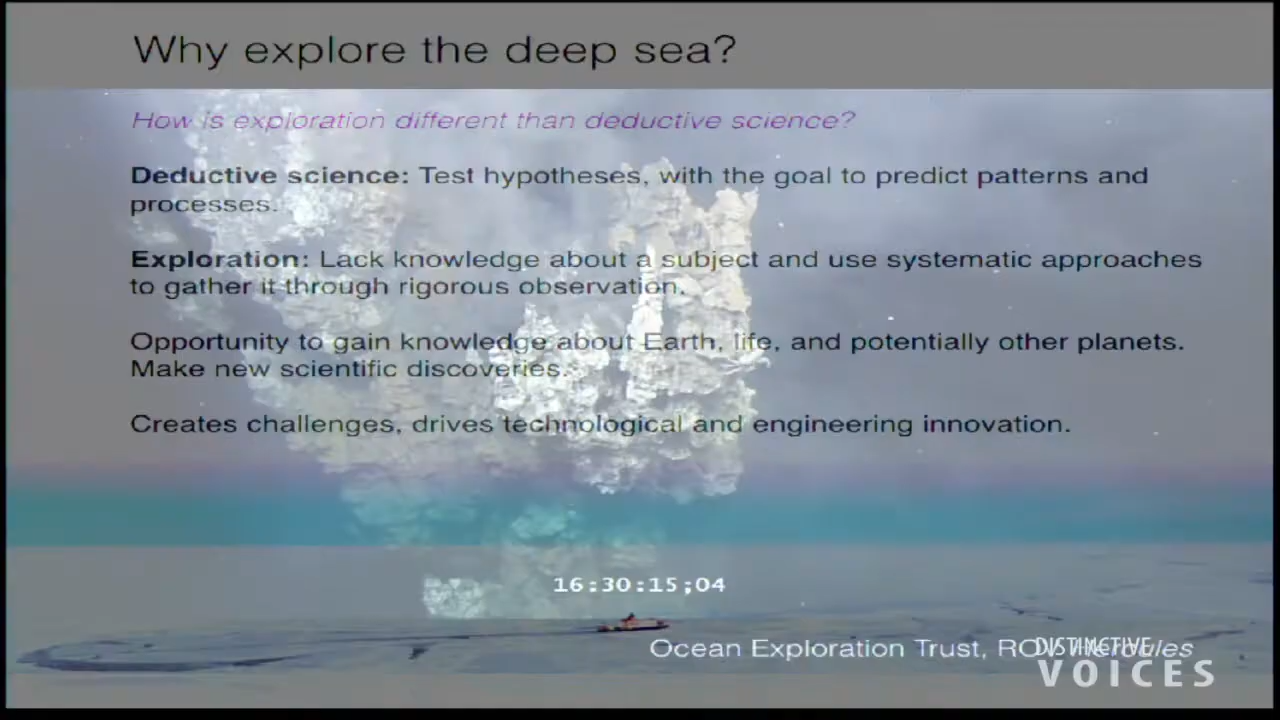 Why explore the deep sea?
How is exploration different than deductive science?
Deductive science: Test hypotheses, with the goal to predict patterns and
processes.
Exploration: Lack knowledge about a subject and use systematic approaches
to gather it through rigorous observation.
Opportunity to gain knowledge about Earth, life, and potentially other planets.
Make new scientific discoveries.
Creates challenges, drives technological and engineering innovation.
16:30:15;04
Ocean Exploration Trust, ROV Hercules
DISTINCTIVE
VOICES